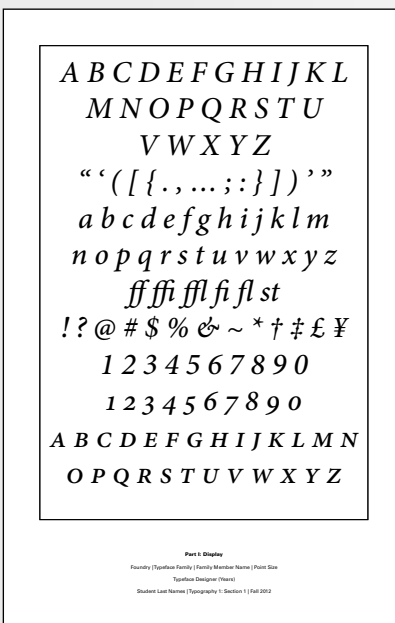 A B C D E F G H I J K L
M N O P Q R S T U
V W X Y Z
“ ‘ ( [ { . , … ; : } ] ) ’ ”
a b c d e f g h i j k l m
n o p q r s t u v w x y z
ff ffi ffl fi fl st
! ? @ # $ % & ~ * † ‡ £ ¥
1 2 3 4 5 6 7 8 9 0
1 2 3 4 5 6 7 8 9 0
A B C D E F G H I J K L M N
O P Q R S T U V W X Y Z
Part I: Display
Foundry | Typeface Family | Family Member Name | Point Size
Typeface Designer (Years)
Student Last Names | Typography 1: Section 1 | Fall 2012